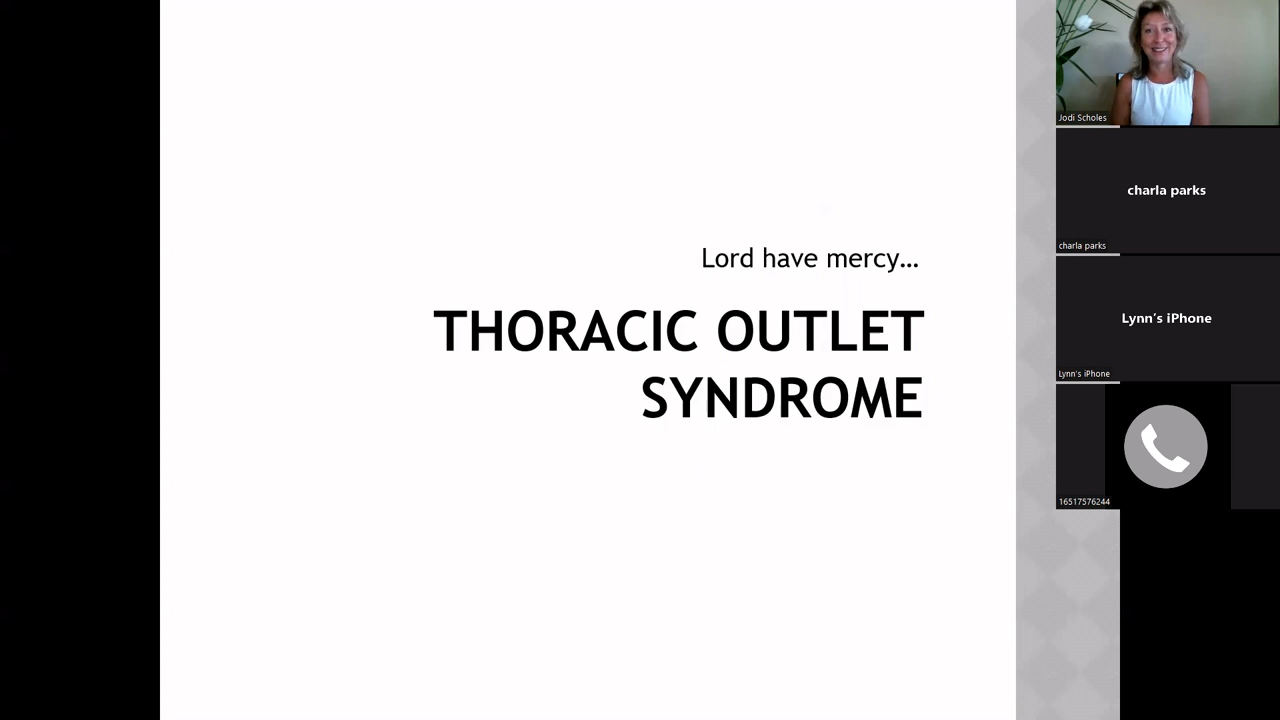 Lord have mercy...
THORACIC OUTLET
SYNDROME
Jodi Scholes
charla parks
charla parks
Lynn's iPhone
Lynn's iPhone
16517576244